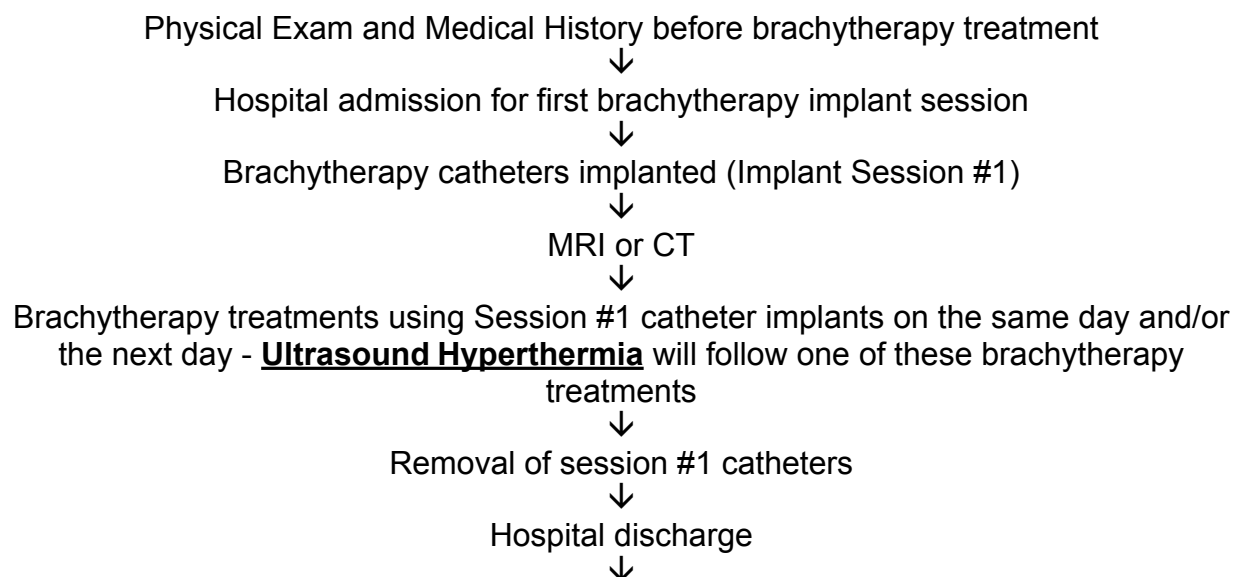 Physical Exam and Medical History before brachytherapy treatment
↓
Hospital admission for first brachytherapy implant session
↓
Brachytherapy catheters implanted (Implant Session #1)
↓
MRI or CT
↓
Brachytherapy treatments using Session #1 catheter implants on the same day and/or
the next day - Ultrasound Hyperthermia will follow one of these brachytherapy
treatments
↓
Removal of session #1 catheters
↓
Hospital discharge
↓